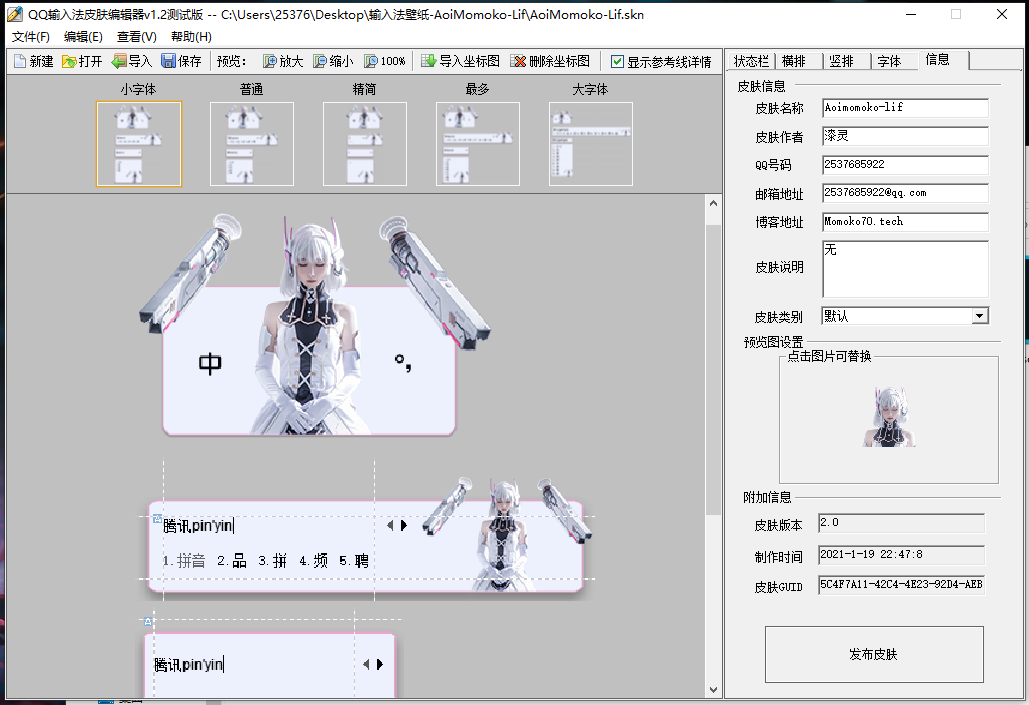 QQ输入法皮肤编辑器v1.2测试版 -- C:\Users\25376\Desktop\输入法壁纸-AoiMomoko-Lif\AoiMomoko-Lif.skn
文件(F) 编辑(E) 查看(V) 帮助(H)
新建 打开 导入 保存 预览: 放大 缩小 100% 导入坐标图 删除坐标图 显示参考线详情
小字体 普通 精简 最多 大字体
中 °,
腾讯pin'yin
1.拼音 2.品 3.拼 4.频 5.聘
A
腾讯pin'yin
状态栏 横排 竖排 字体 信息
皮肤信息
皮肤名称 Aoimomoko-lif
皮肤作者 漆灵
QQ号码 2537685922
邮箱地址 2537685922@qq.com
博客地址 Momoko70.tech
皮肤说明 无
皮肤类别 默认
预览图设置
点击图片可替换
附加信息
皮肤版本 2.0
制作时间 2021-1-19 22:47:8
皮肤GUID 5C4F7A11-42C4-4E23-92D4-AEB
发布皮肤